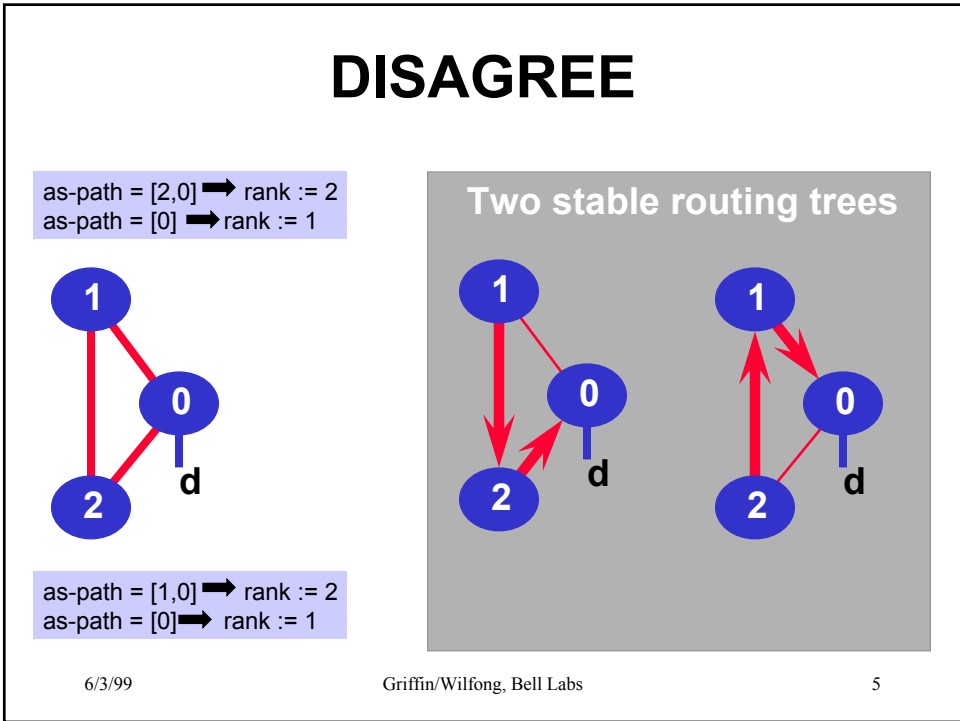 DISAGREE
as-path = [2,0] ➡ rank := 2
as-path = [0] ➡ rank := 1
1
0
d
2
as-path = [1,0] ➡ rank := 2
as-path = [0] ➡ rank := 1
Two stable routing trees
1
0
d
2
1
0
d
2
6/3/99
Griffin/Wilfong, Bell Labs
5